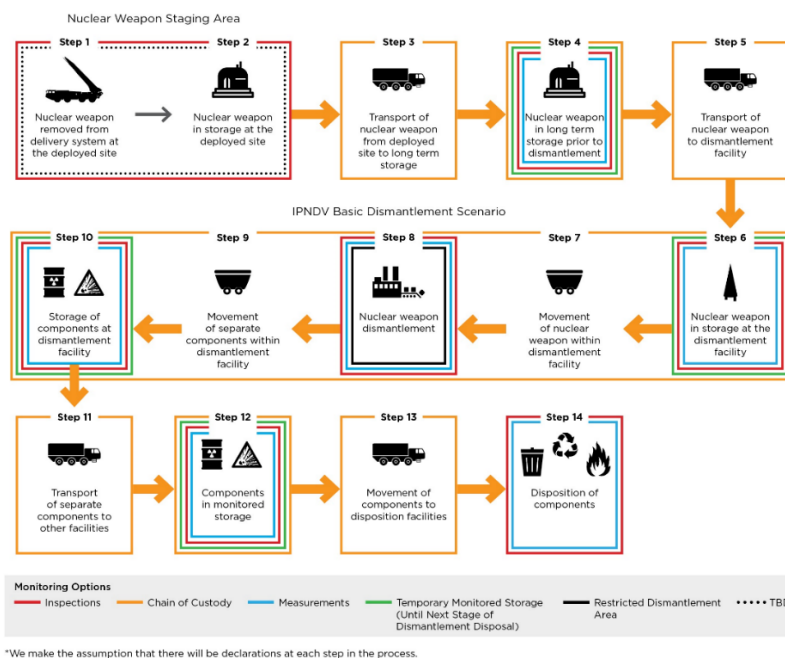 Nuclear Weapon Staging Area
Step 1
Nuclear weapon
removed from
delivery system at
the deployed site
Step 2
Nuclear weapon
in storage at the
deployed site
Step 3
Transport of
nuclear weapon
from deployed
site to long term
storage
Step 4
Nuclear weapon
in long term
storage prior to
dismantlement
Step 5
Transport of
nuclear weapon
to dismantlement
facility
IPNDV Basic Dismantlement Scenario
Step 10
Storage of
components at
dismantlement
facility
Step 9
Movement
of separate
components within
dismantlement
facility
Step 8
Nuclear weapon
dismantlement
Step 7
Movement
of nuclear
weapon within
dismantlement
facility
Step 6
Nuclear weapon
in storage at the
dismantlement
facility
Step 11
Transport
of separate
components to
other facilities
Step 12
Components
in monitored
storage
Step 13
Movement of
components to
disposition facilities
Step 14
Disposition of
components
Monitoring Options
Inspections
Chain of Custody
Measurements
Temporary Monitored Storage
(Until Next Stage of
Dismantlement Disposal)
Restricted Dismantlement
Area
*We make the assumption that there will be declarations at each step in the process.